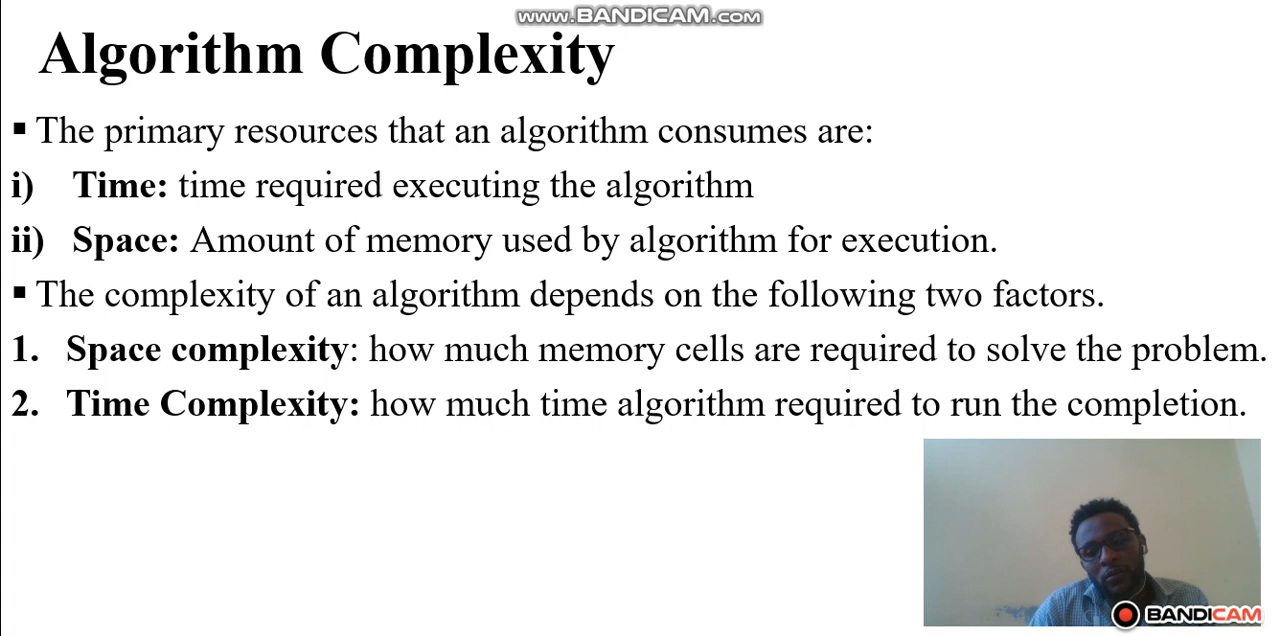 www.BANDICAM.com
Algorithm Complexity
▪ The primary resources that an algorithm consumes are:
i) Time: time required executing the algorithm
ii) Space: Amount of memory used by algorithm for execution.
▪ The complexity of an algorithm depends on the following two factors.
1. Space complexity: how much memory cells are required to solve the problem.
2. Time Complexity: how much time algorithm required to run the completion.
BANDICAM